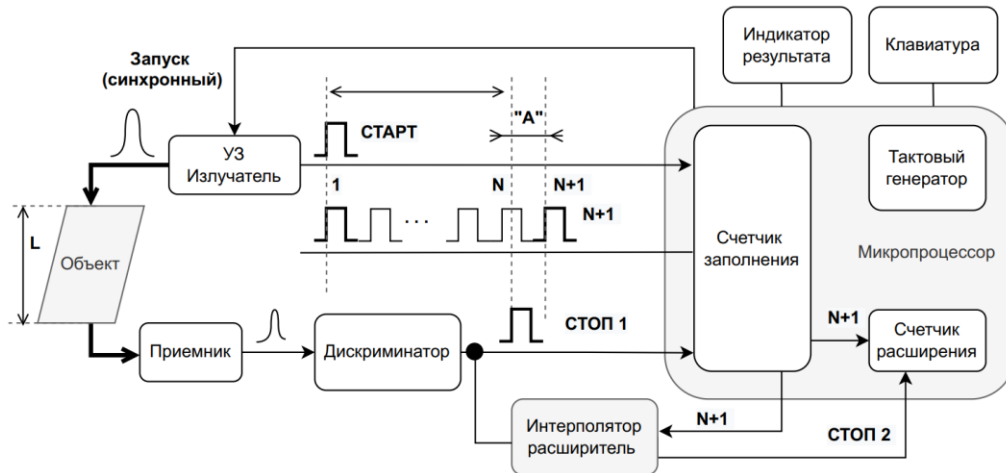 Запуск
(синхронный)
Индикатор
результата
Клавиатура
"А"
СТАРТ
УЗ
Излучатель
Тактовый
генератор
1
N
N+1
N+1
L
Объект
Счетчик
заполнения
Микропроцессор
СТОП 1
N+1
Приемник
Дискриминатор
Счетчик
расширения
Интерполятор
расширитель
N+1
СТОП 2
. . .